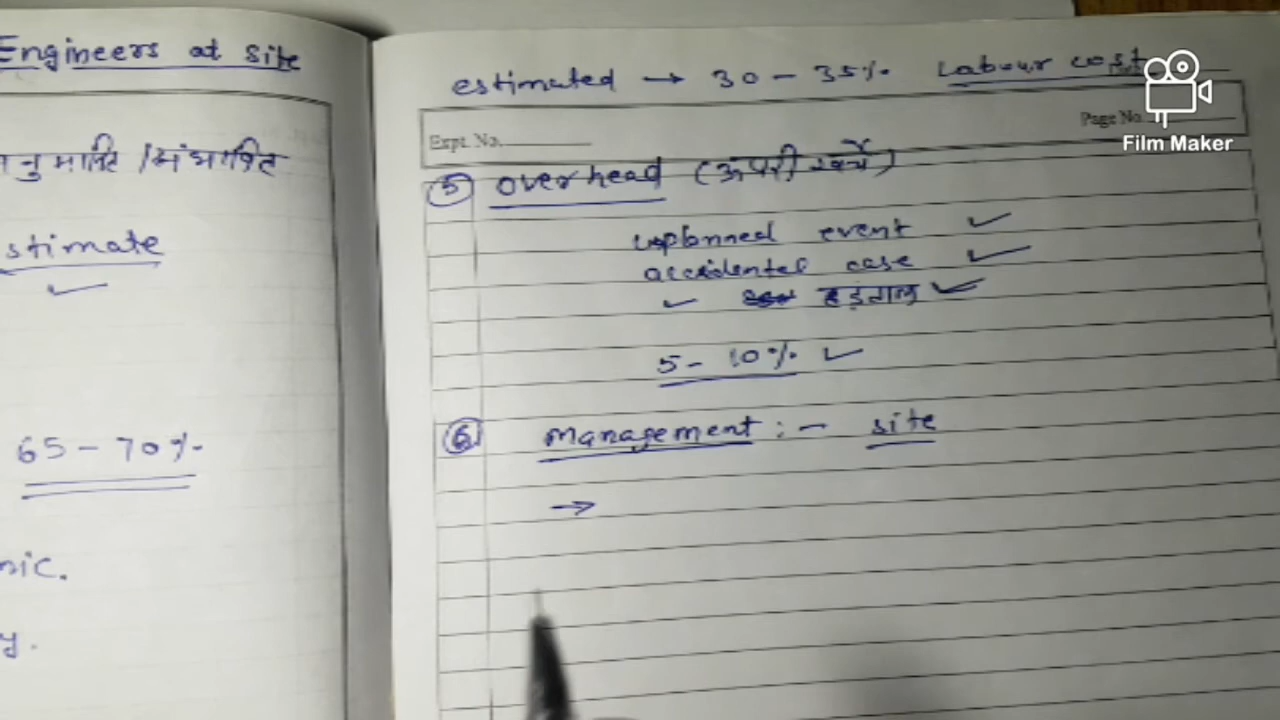 Engineers at site
/संभावित
stimate
65 - 70%
nic.
y.
estimated → 30 - 35% Labour cost
Expt. No.
Page No.
⑤ overhead (ऊपरी खर्चे)
unplanned event ✓
accidental case ✓
✓ हड़ताल ✓
5 - 10% ✓
⑥ management :- site
→
Film Maker